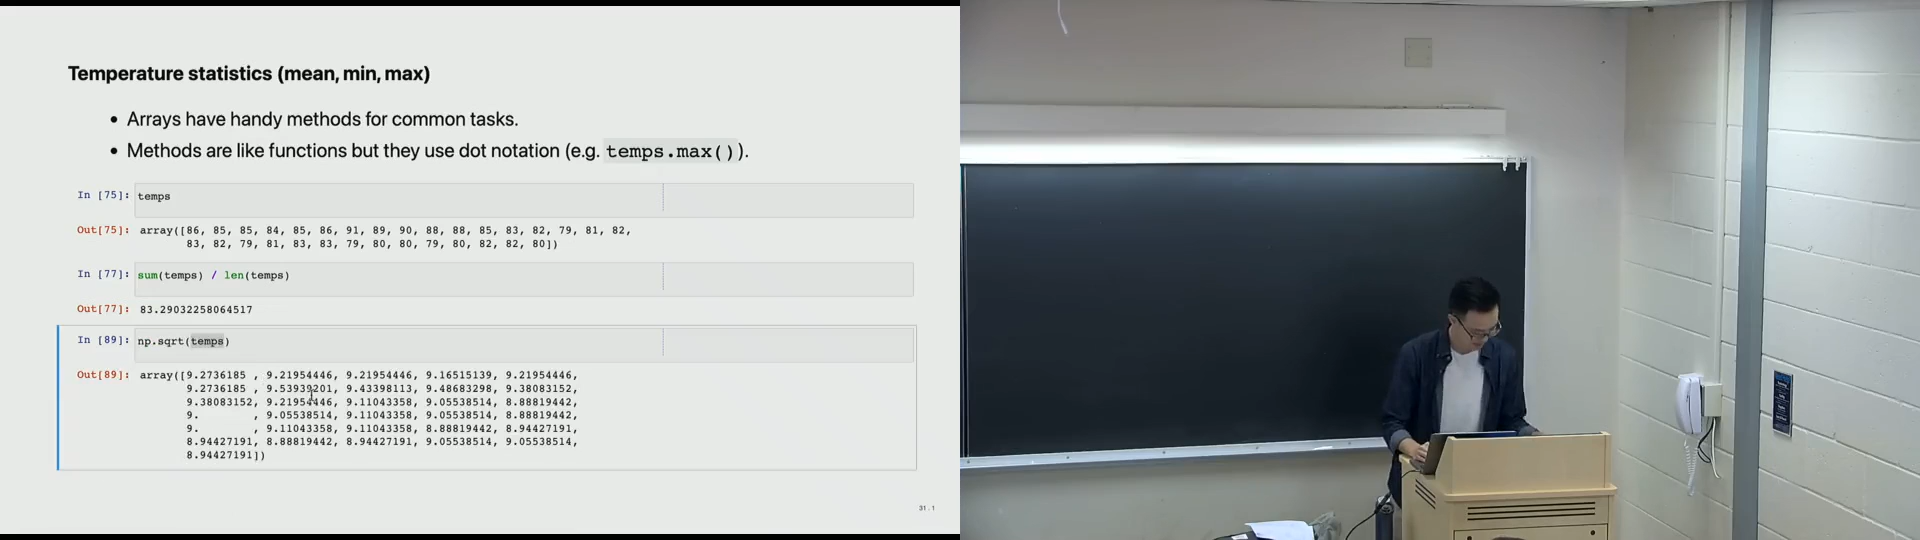 Temperature statistics (mean, min, max)
• Arrays have handy methods for common tasks.
• Methods are like functions but they use dot notation (e.g. temps.max()).
In [75]: temps
Out[75]: array([86, 85, 85, 84, 85, 86, 91, 89, 90, 88, 88, 85, 83, 82, 79, 81, 82,
83, 82, 79, 81, 83, 83, 79, 80, 80, 79, 80, 82, 82, 80])
In [77]: sum(temps) / len(temps)
Out[77]: 83.29032258064517
In [89]: np.sqrt(temps)
Out[89]: array([9.2736185 , 9.21954446, 9.21954446, 9.16515139, 9.21954446,
9.2736185 , 9.53939201, 9.43398113, 9.48683298, 9.38083152,
9.38083152, 9.21954446, 9.11043358, 9.05538514, 8.88819442,
9. , 9.05538514, 9.11043358, 9.05538514, 8.88819442,
9. , 9.11043358, 9.11043358, 8.88819442, 8.94427191,
8.94427191, 8.88819442, 8.94427191, 9.05538514, 9.05538514,
8.94427191])
31.1